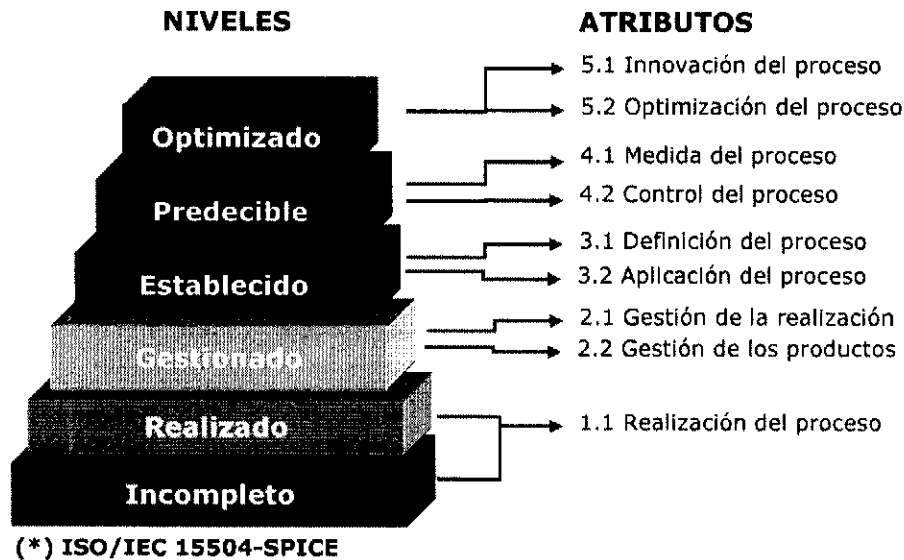 NIVELES
ATRIBUTOS
Optimizado
5.1 Innovación del proceso
5.2 Optimización del proceso
Predecible
4.1 Medida del proceso
4.2 Control del proceso
Establecido
3.1 Definición del proceso
3.2 Aplicación del proceso
Gestionado
2.1 Gestión de la realización
2.2 Gestión de los productos
Realizado
1.1 Realización del proceso
Incompleto
(*) ISO/IEC 15504-SPICE